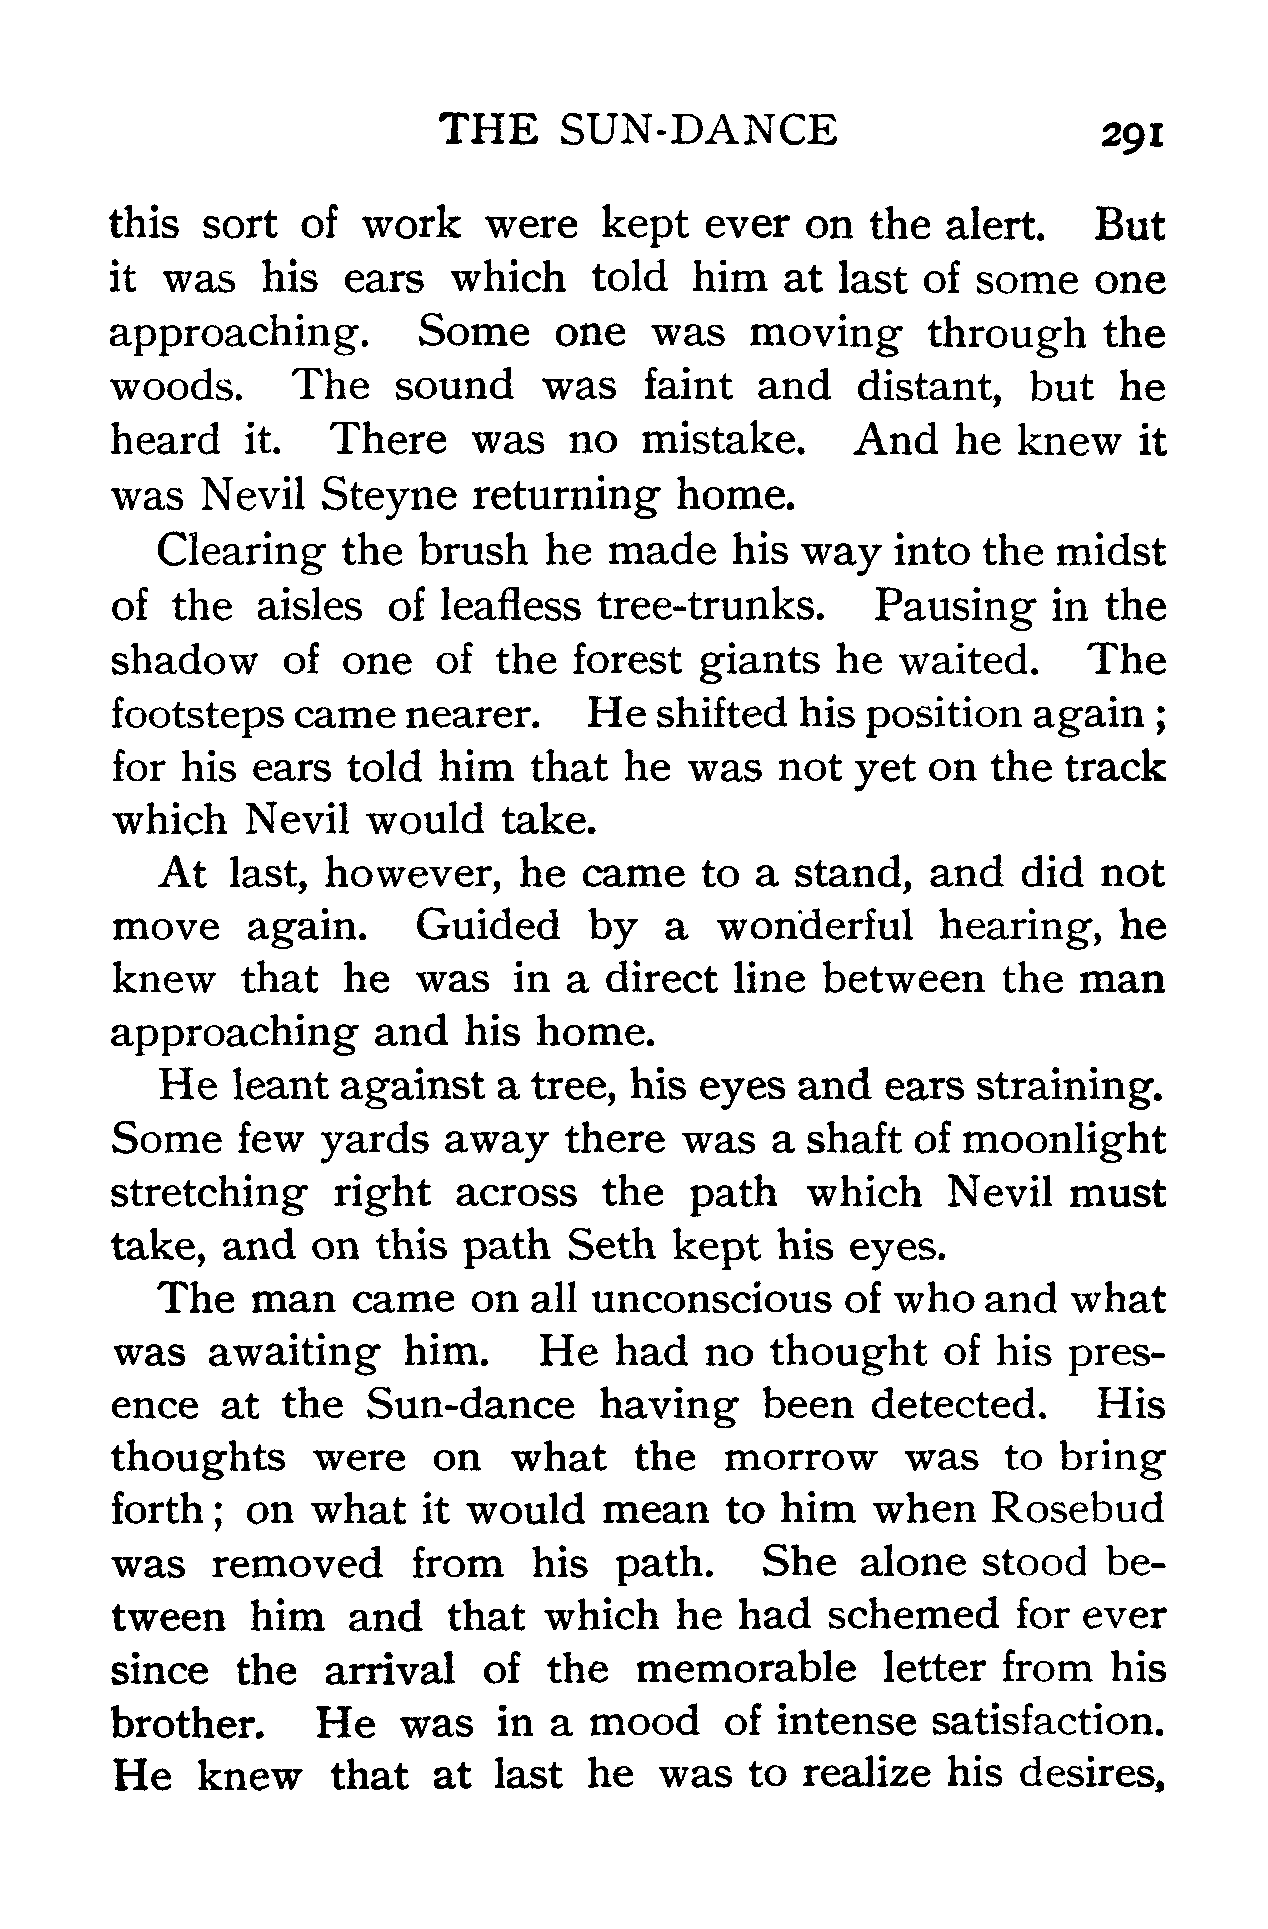 THE SUN-DANCE 291
this sort of work were kept ever on the alert. But
it was his ears which told him at last of some one
approaching. Some one was moving through the
woods. The sound was faint and distant, but he
heard it. There was no mistake. And he knew it
was Nevil Steyne returning home.
Clearing the brush he made his way into the midst
of the aisles of leafless tree-trunks. Pausing in the
shadow of one of the forest giants he waited. The
footsteps came nearer. He shifted his position again ;
for his ears told him that he was not yet on the track
which Nevil would take.
At last, however, he came to a stand, and did not
move again. Guided by a wonderful hearing, he
knew that he was in a direct line between the man
approaching and his home.
He leant against a tree, his eyes and ears straining.
Some few yards away there was a shaft of moonlight
stretching right across the path which Nevil must
take, and on this path Seth kept his eyes.
The man came on all unconscious of who and what
was awaiting him. He had no thought of his pres-
ence at the Sun-dance having been detected. His
thoughts were on what the morrow was to bring
forth ; on what it would mean to him when Rosebud
was removed from his path. She alone stood be-
tween him and that which he had schemed for ever
since the arrival of the memorable letter from his
brother. He was in a mood of intense satisfaction.
He knew that at last he was to realize his desires,